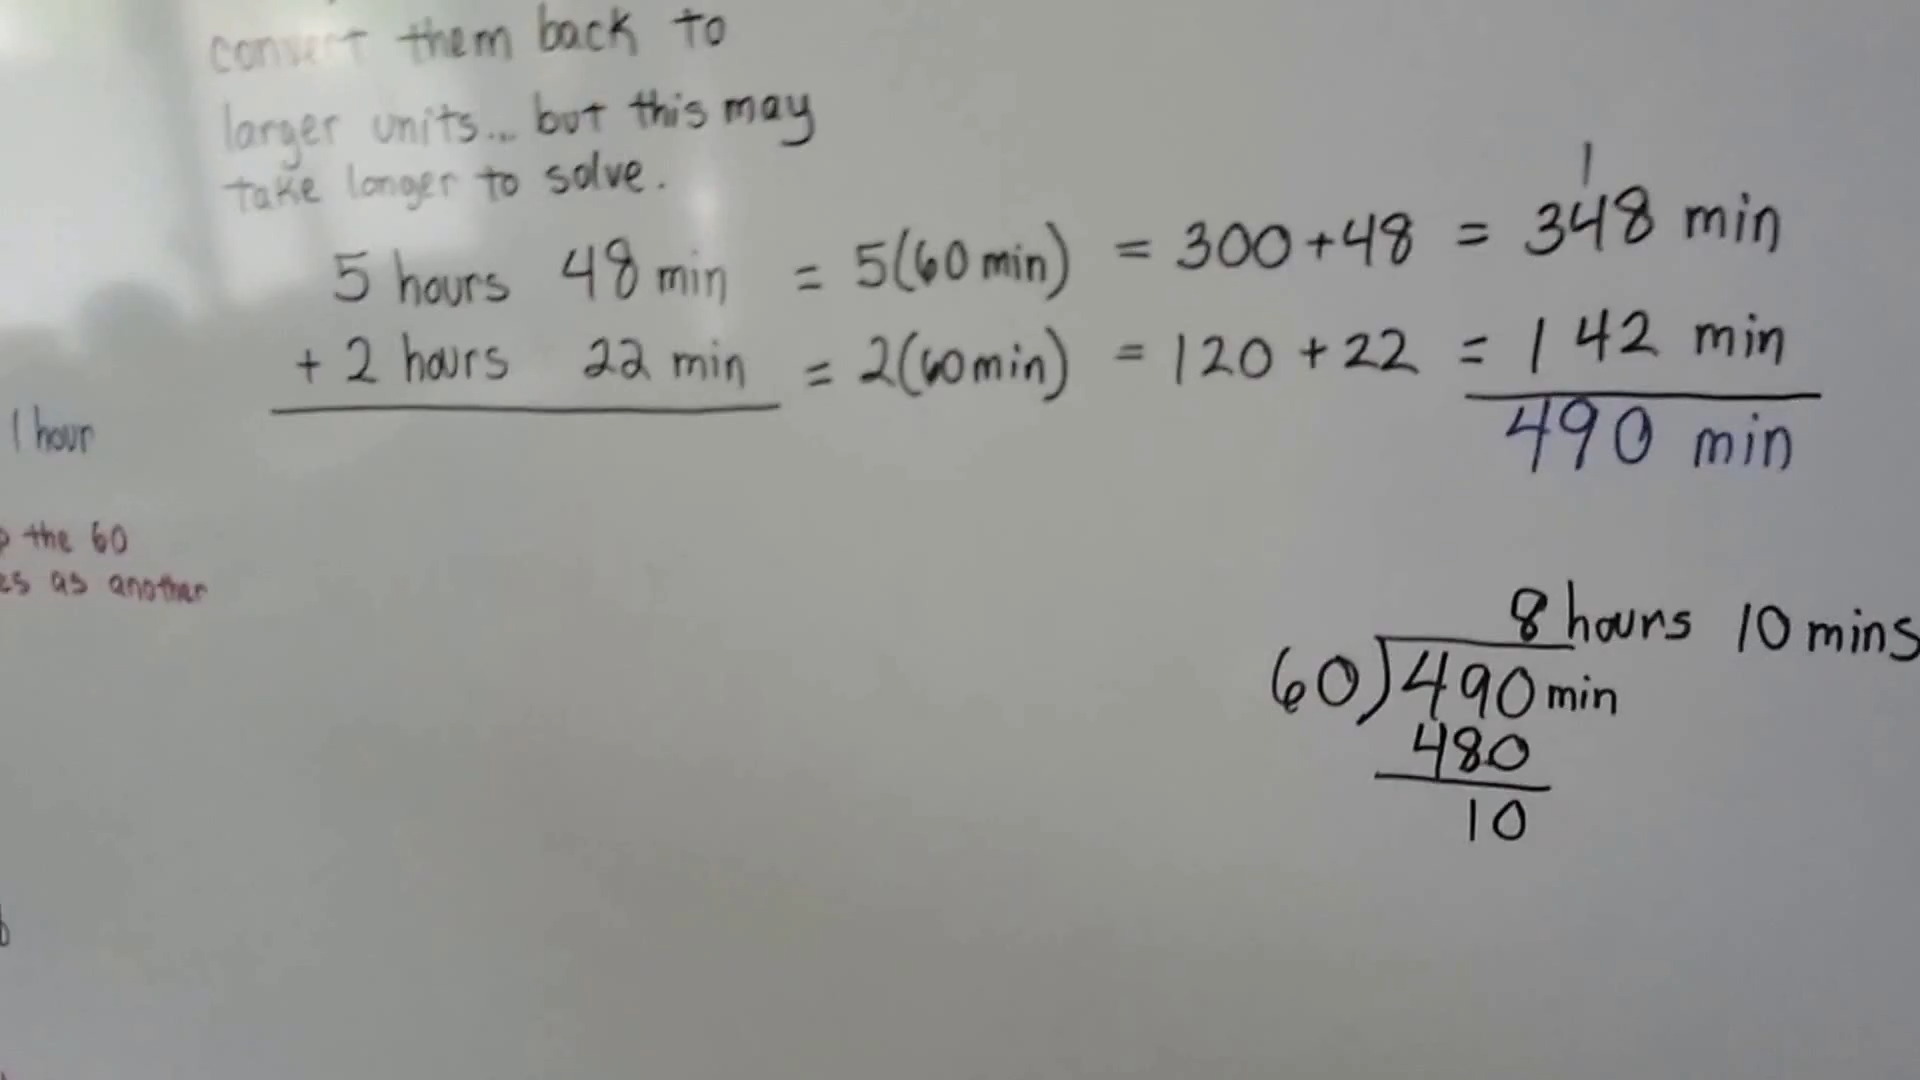 convert them back to
larger units... but this may
take longer to solve.
1
5 hours 48 min = 5(60 min) = 300 + 48 = 348 min
+ 2 hours 22 min = 2(60 min) = 120 + 22 = 142 min
490 min
1 hour
the 60
as another
8 hours 10 mins
60)490 min
480
10